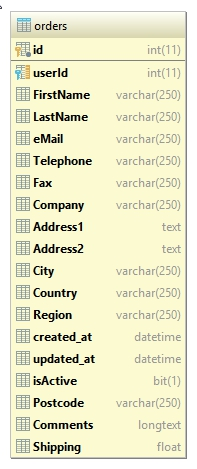 orders
id int(11)
userId int(11)
FirstName varchar(250)
LastName varchar(250)
eMail varchar(250)
Telephone varchar(250)
Fax varchar(250)
Company varchar(250)
Address1 text
Address2 text
City varchar(250)
Country varchar(250)
Region varchar(250)
created_at datetime
updated_at datetime
isActive bit(1)
Postcode varchar(250)
Comments longtext
Shipping float